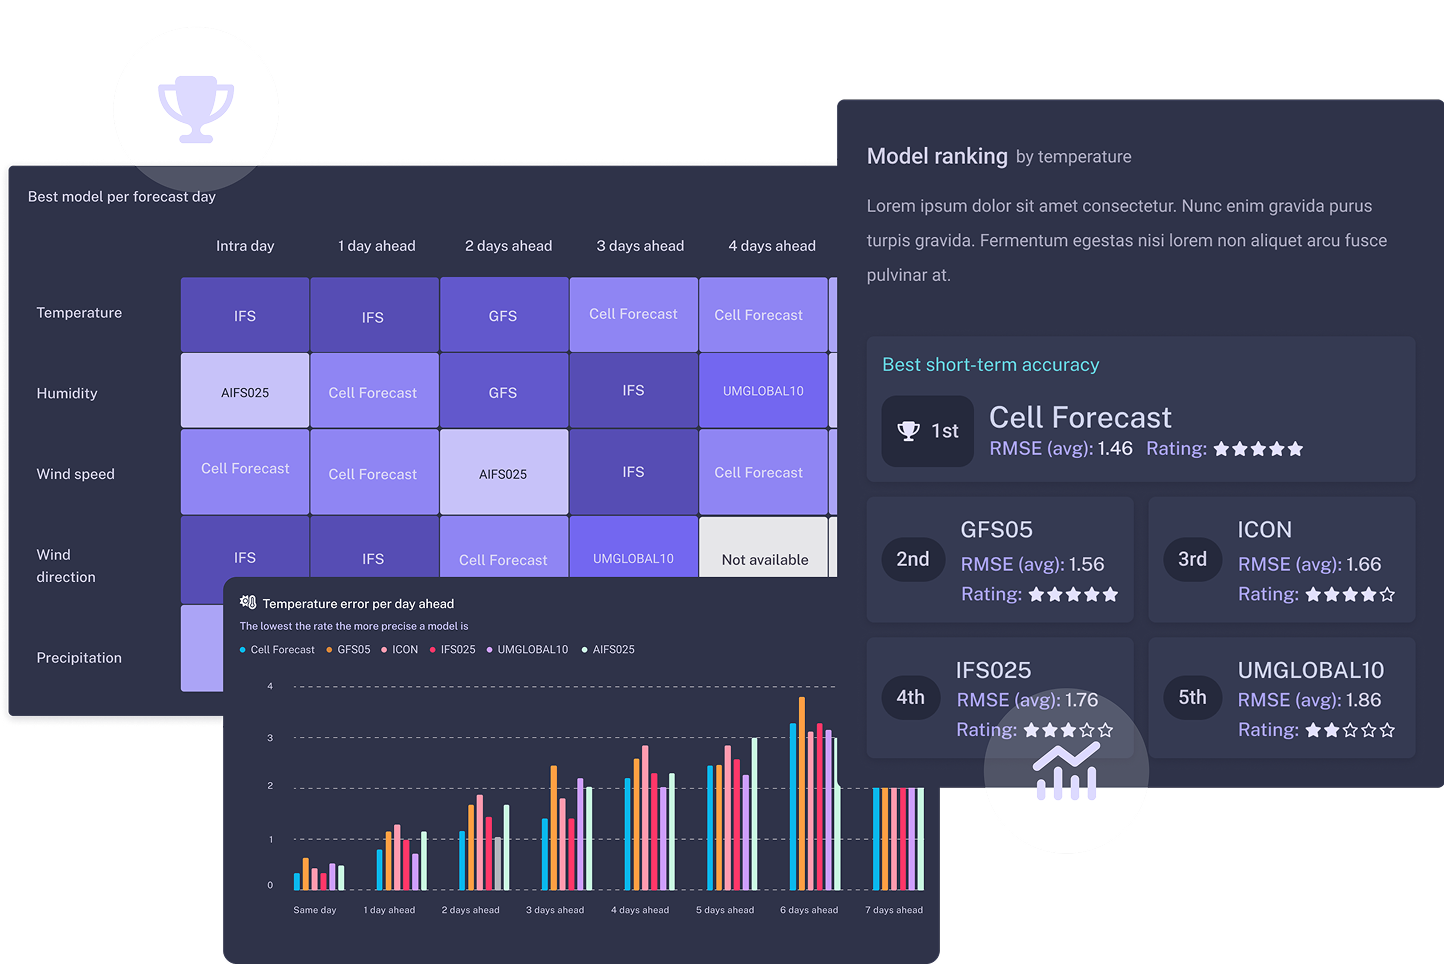 Best model per forecast day
Intra day 1 day ahead 2 days ahead 3 days ahead 4 days ahead
Temperature IFS IFS GFS Cell Forecast Cell Forecast
Humidity AIFS025 Cell Forecast GFS IFS UMGLOBAL10
Wind speed Cell Forecast Cell Forecast AIFS025 IFS Cell Forecast
Wind direction IFS IFS Cell Forecast UMGLOBAL10 Not available
Precipitation
Model ranking by temperature
Lorem ipsum dolor sit amet consectetur. Nunc enim gravida purus
turpis gravida. Fermentum egestas nisi lorem non aliquet arcu fusce
pulvinar at.
Best short-term accuracy
1st Cell Forecast
RMSE (avg): 1.46 Rating:
2nd GFS05
RMSE (avg): 1.56
Rating:
3rd ICON
RMSE (avg): 1.66
Rating:
4th IFS025
RMSE (avg): 1.76
Rating:
5th UMGLOBAL10
RMSE (avg): 1.86
Rating:
Temperature error per day ahead
The lowest the rate the more precise a model is
Cell Forecast GFS05 ICON IFS025 UMGLOBAL10 AIFS025
4
3
2
1
0
Same day 1 day ahead 2 days ahead 3 days ahead 4 days ahead 5 days ahead 6 days ahead 7 days ahead